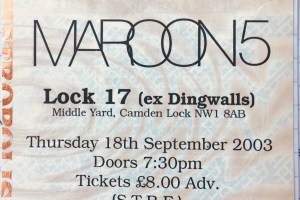 MAROON5
Lock 17 (ex Dingwalls)
Middle Yard, Camden Lock NW1 8AB
Thursday 18th September 2003
Doors 7:30pm
Tickets £8.00 Adv.
(S.T.B.F.)